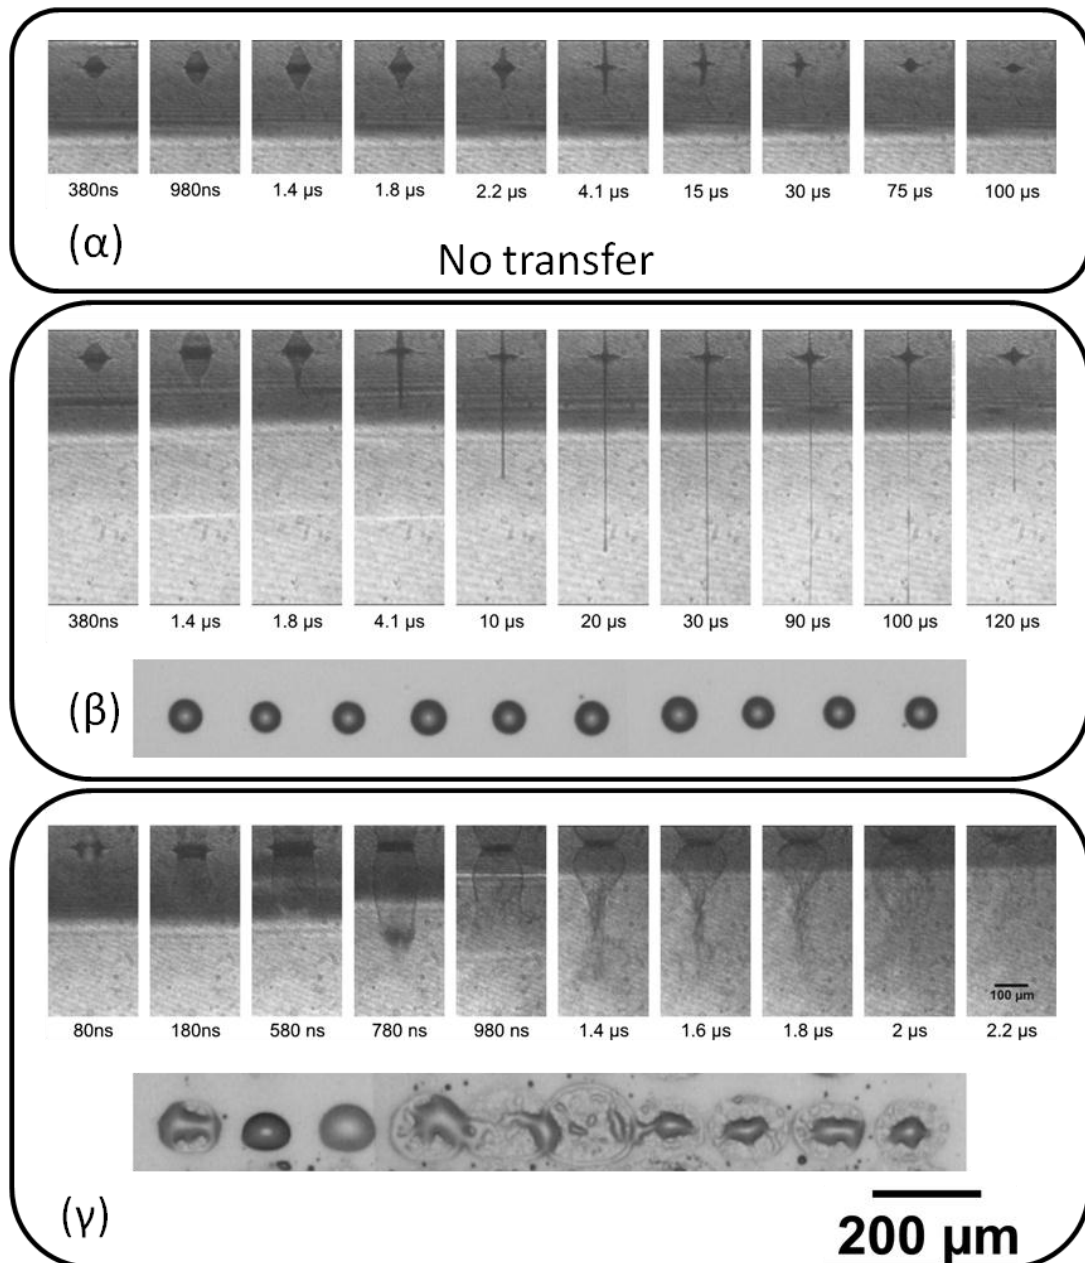 380ns 980ns 1.4 µs 1.8 µs 2.2 µs 4.1 µs 15 µs 30 µs 75 µs 100 µs
(α)
No transfer
380ns 1.4 µs 1.8 µs 4.1 µs 10 µs 20 µs 30 µs 90 µs 100 µs 120 µs
(β)
100 µm
80ns 180ns 580 ns 780 ns 980 ns 1.4 µs 1.6 µs 1.8 µs 2 µs 2.2 µs
(γ)
200 µm